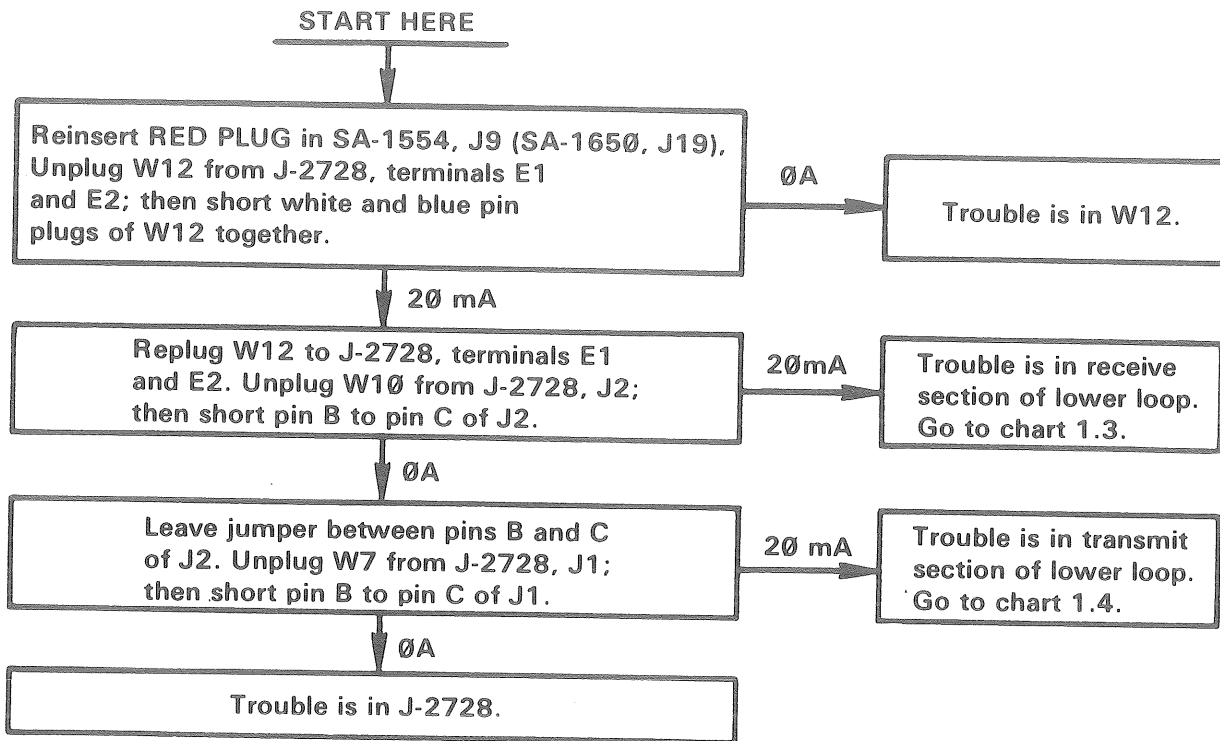 START HERE
Reinsert RED PLUG in SA-1554, J9 (SA-165Ø, J19),
Unplug W12 from J-2728, terminals E1
and E2; then short white and blue pin
plugs of W12 together.
ØA
Trouble is in W12.
2Ø mA
Replug W12 to J-2728, terminals E1
and E2. Unplug W1Ø from J-2728, J2;
then short pin B to pin C of J2.
2ØmA
Trouble is in receive
section of lower loop.
Go to chart 1.3.
ØA
Leave jumper between pins B and C
of J2. Unplug W7 from J-2728, J1;
then short pin B to pin C of J1.
2Ø mA
Trouble is in transmit
section of lower loop.
Go to chart 1.4.
ØA
Trouble is in J-2728.